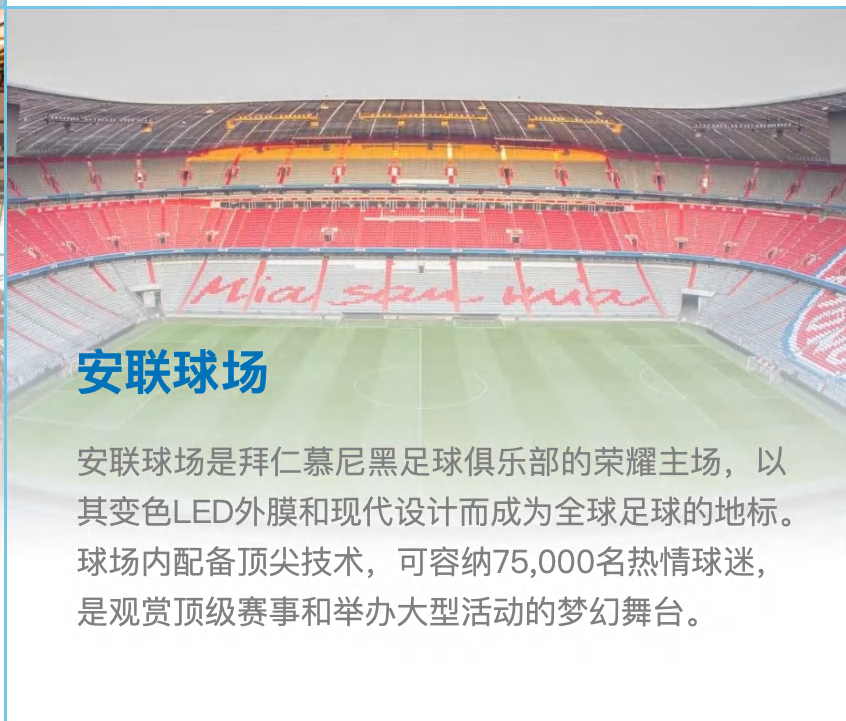 Mia san mia
安联球场
安联球场是拜仁慕尼黑足球俱乐部的荣耀主场，以
其变色LED外膜和现代设计而成为全球足球的地标。
球场内配备顶尖技术，可容纳75,000名热情球迷，
是观赏顶级赛事和举办大型活动的梦幻舞台。